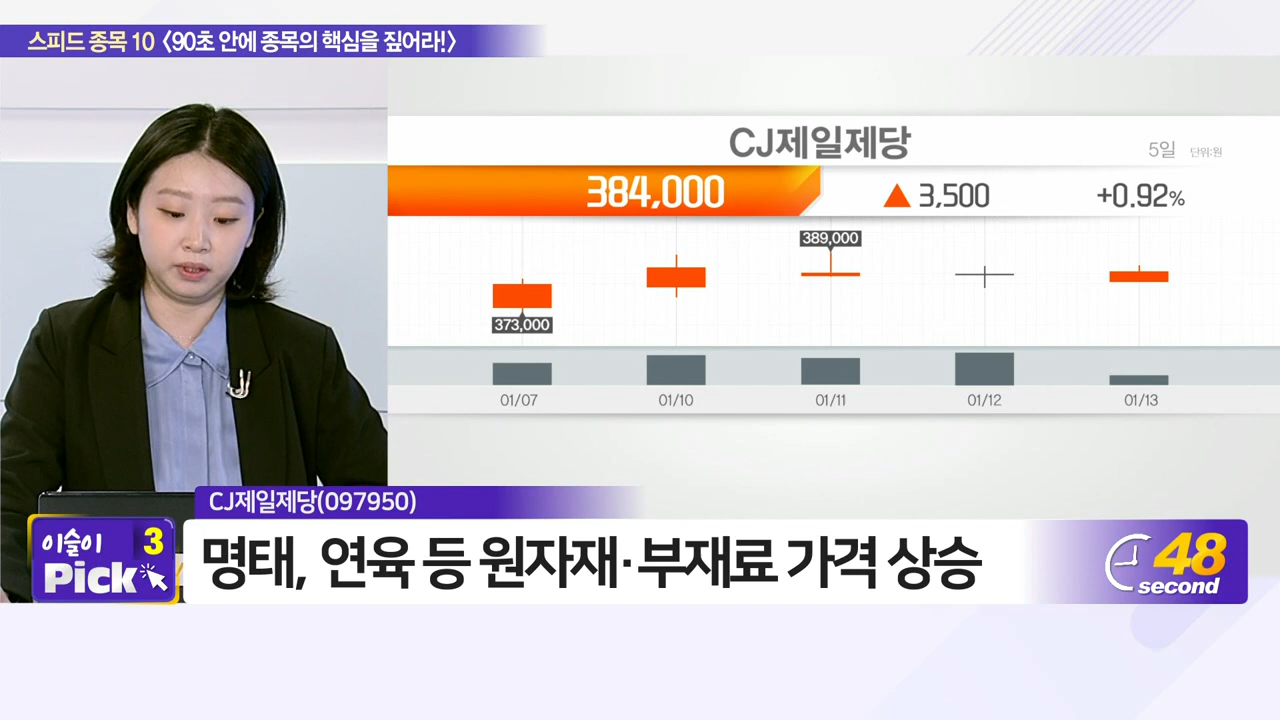 스피드 종목 10 〈90초 안에 종목의 핵심을 짚어라!〉
CJ제일제당
5일 단위:원
384,000 ▲ 3,500 +0.92%
389,000
373,000
01/07 01/10 01/11 01/12 01/13
CJ제일제당(097950)
이슬이 3
Pick
명태, 연육 등 원자재·부재료 가격 상승
48
second